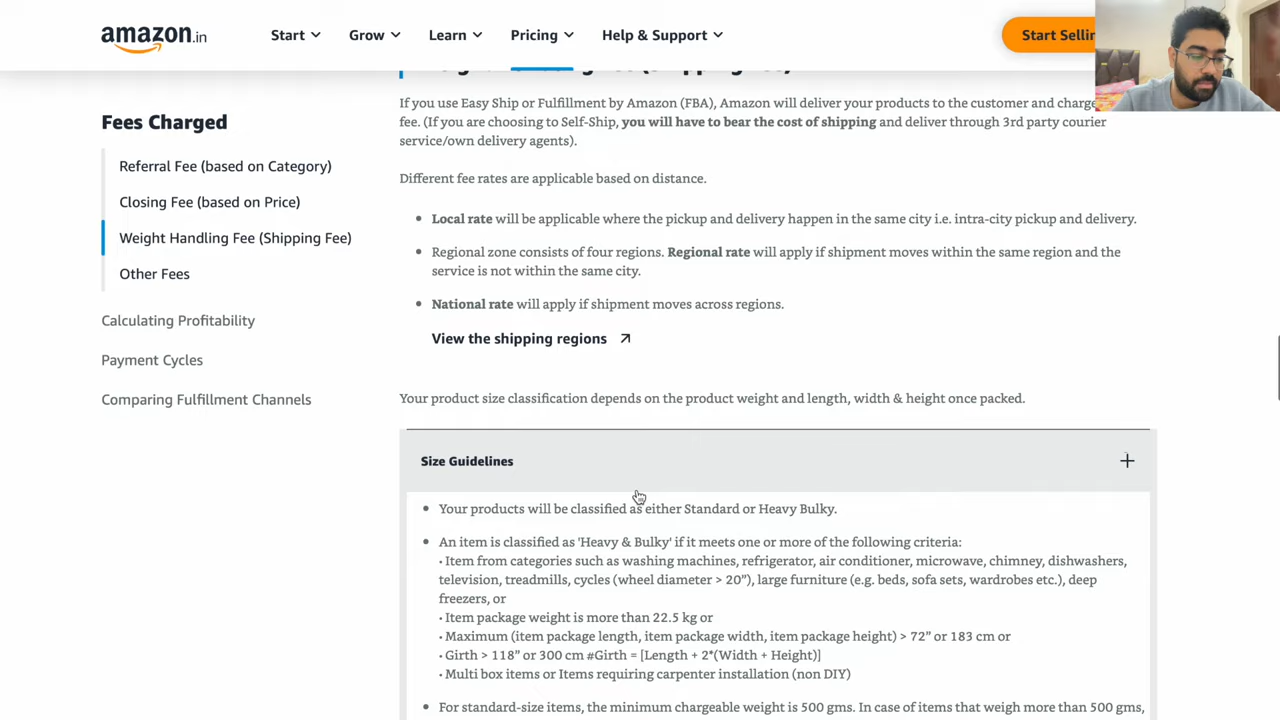 amazon.in
Start
Grow
Learn
Pricing
Help & Support
Fees Charged
Referral Fee (based on Category)
Closing Fee (based on Price)
Weight Handling Fee (Shipping Fee)
Other Fees
Calculating Profitability
Payment Cycles
Comparing Fulfillment Channels
If you use Easy Ship or Fulfillment by Amazon (FBA), Amazon will deliver your products to the customer and charge
fee. (If you are choosing to Self-Ship, you will have to bear the cost of shipping and deliver through 3rd party courier
service/own delivery agents).
Different fee rates are applicable based on distance.
• Local rate will be applicable where the pickup and delivery happen in the same city i.e. intra-city pickup and delivery.
• Regional zone consists of four regions. Regional rate will apply if shipment moves within the same region and the
service is not within the same city.
• National rate will apply if shipment moves across regions.
View the shipping regions
Your product size classification depends on the product weight and length, width & height once packed.
Size Guidelines +
• Your products will be classified as either Standard or Heavy Bulky.
• An item is classified as 'Heavy & Bulky' if it meets one or more of the following criteria:
• Item from categories such as washing machines, refrigerator, air conditioner, microwave, chimney, dishwashers,
television, treadmills, cycles (wheel diameter > 20”), large furniture (e.g. beds, sofa sets, wardrobes etc.), deep
freezers, or
• Item package weight is more than 22.5 kg or
• Maximum (item package length, item package width, item package height) > 72” or 183 cm or
• Girth > 118” or 300 cm #Girth = [Length + 2*(Width + Height)]
• Multi box items or Items requiring carpenter installation (non DIY)
• For standard-size items, the minimum chargeable weight is 500 gms. In case of items that weigh more than 500 gms,